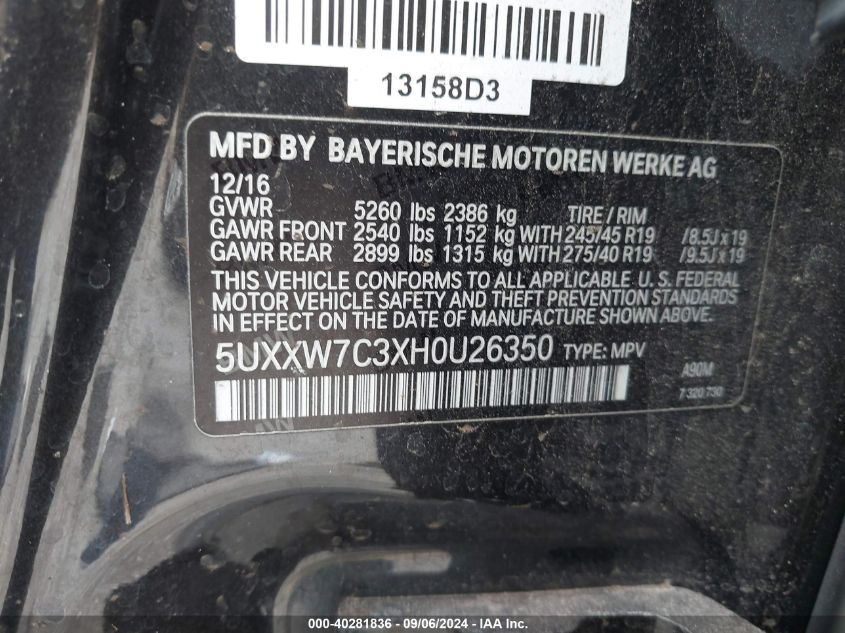 13158D3
MFD BY BAYERISCHE MOTOREN WERKE AG
12/16
GVWR 5260 lbs 2386 kg TIRE / RIM
GAWR FRONT 2540 lbs 1152 kg WITH 245/45 R19 /8.5J x 19
GAWR REAR 2899 lbs 1315 kg WITH 275/40 R19 /9.5J x 19
THIS VEHICLE CONFORMS TO ALL APPLICABLE U. S. FEDERAL
MOTOR VEHICLE SAFETY AND THEFT PREVENTION STANDARDS
IN EFFECT ON THE DATE OF MANUFACTURE
5UXXW7C3XH0U26350 TYPE: MPV
A90M
7 320 730
000-40281836 - 09/06/2024 - IMAGE PROPERTY OF IAA